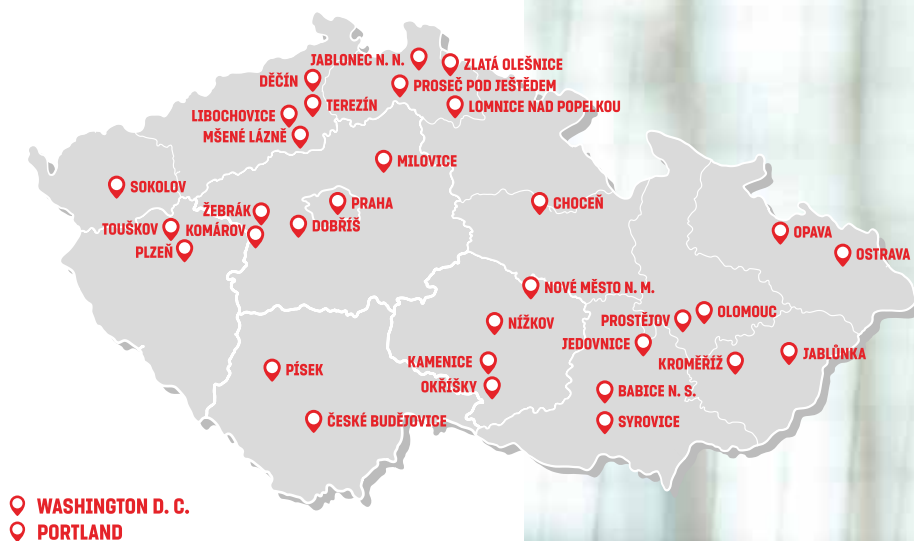 JABLONEC N. N.
ZLATÁ OLEŠNICE
DĚČÍN
PROSEČ POD JEŠTĚDEM
TEREZÍN
LOMNICE NAD POPELKOU
LIBOCHOVICE
MŠENÉ LÁZNĚ
MILOVICE
SOKOLOV
ŽEBRÁK
PRAHA
CHOCEŇ
TOUŠKOV
KOMÁROV
DOBŘÍŠ
OPAVA
PLZEŇ
OSTRAVA
NOVÉ MĚSTO N. M.
OLOMOUC
NÍŽKOV
PROSTĚJOV
JEDOVNICE
JABLŮNKA
KAMENICE
KROMĚŘÍŽ
PÍSEK
OKŘÍŠKY
BABICE N. S.
ČESKÉ BUDĚJOVICE
SYROVICE
WASHINGTON D. C.
PORTLAND